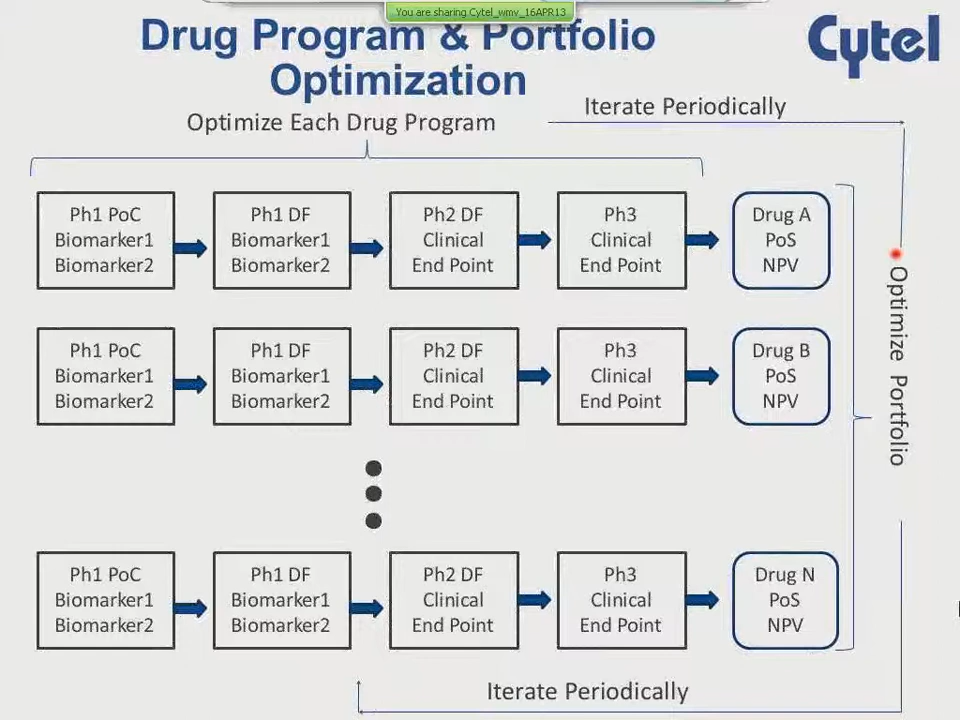 You are sharing Cytel_wmv_16APR13
Drug Program & Portfolio
Optimization
Cytel
Iterate Periodically
Optimize Each Drug Program
Ph1 PoC
Biomarker1
Biomarker2
Ph1 DF
Biomarker1
Biomarker2
Ph2 DF
Clinical
End Point
Ph3
Clinical
End Point
Drug A
PoS
NPV
Optimize Portfolio
Ph1 PoC
Biomarker1
Biomarker2
Ph1 DF
Biomarker1
Biomarker2
Ph2 DF
Clinical
End Point
Ph3
Clinical
End Point
Drug B
PoS
NPV
Ph1 PoC
Biomarker1
Biomarker2
Ph1 DF
Biomarker1
Biomarker2
Ph2 DF
Clinical
End Point
Ph3
Clinical
End Point
Drug N
PoS
NPV
Iterate Periodically